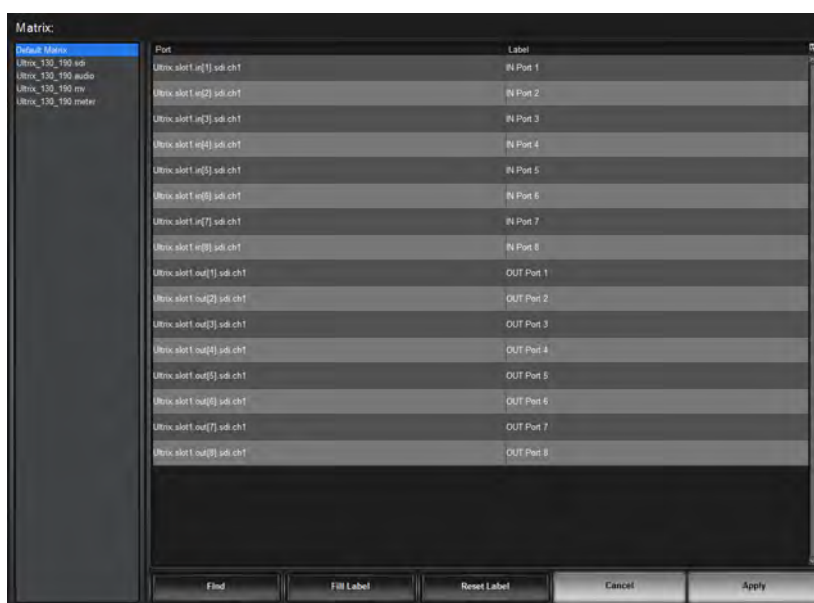 Matrix:
Default Matrix
Ultrix_130_190 sdi
Ultrix_130_190 audio
Ultrix_130_190 mv
Ultrix_130_190 meter
Port Label
Ultrix.slot1.in[1].sdi.ch1 IN Port 1
Ultrix.slot1.in[2].sdi.ch1 IN Port 2
Ultrix.slot1.in[3].sdi.ch1 IN Port 3
Ultrix.slot1.in[4].sdi.ch1 IN Port 4
Ultrix.slot1.in[5].sdi.ch1 IN Port 5
Ultrix.slot1.in[6].sdi.ch1 IN Port 6
Ultrix.slot1.in[7].sdi.ch1 IN Port 7
Ultrix.slot1.in[8].sdi.ch1 IN Port 8
Ultrix.slot1.out[1].sdi.ch1 OUT Port 1
Ultrix.slot1.out[2].sdi.ch1 OUT Port 2
Ultrix.slot1.out[3].sdi.ch1 OUT Port 3
Ultrix.slot1.out[4].sdi.ch1 OUT Port 4
Ultrix.slot1.out[5].sdi.ch1 OUT Port 5
Ultrix.slot1.out[6].sdi.ch1 OUT Port 6
Ultrix.slot1.out[7].sdi.ch1 OUT Port 7
Ultrix.slot1.out[8].sdi.ch1 OUT Port 8
Find Fill Label Reset Label Cancel Apply